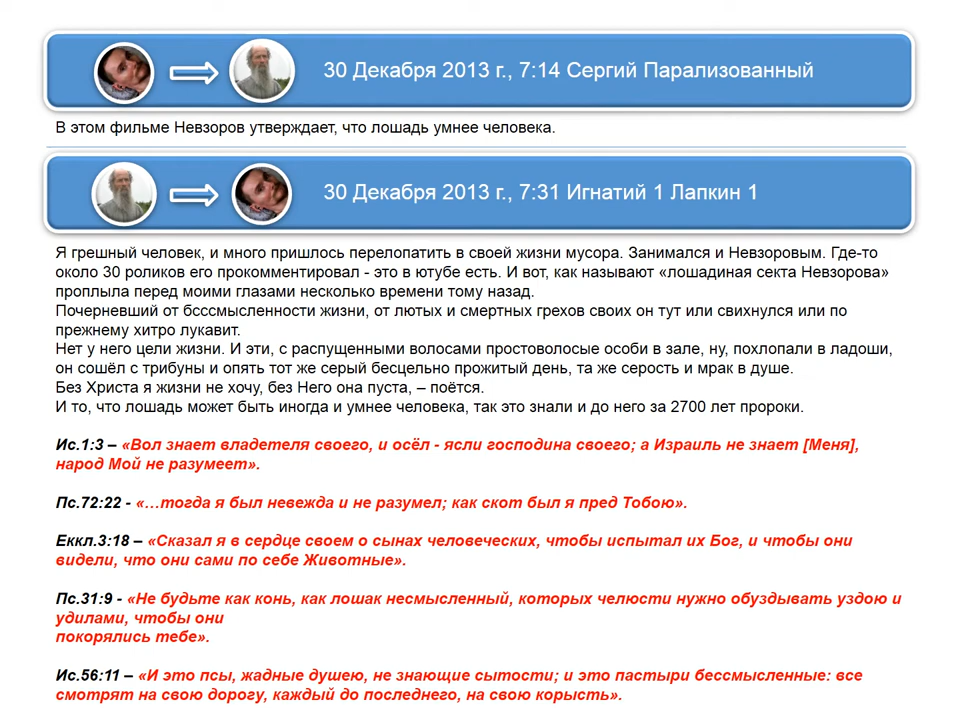 30 Декабря 2013 г., 7:14 Сергий Парализованный
В этом фильме Невзоров утверждает, что лошадь умнее человека.
30 Декабря 2013 г., 7:31 Игнатий 1 Лапкин 1
Я грешный человек, и много пришлось перелопатить в своей жизни мусора. Занимался и Невзоровым. Где-то
около 30 роликов его прокомментировал - это в ютубе есть. И вот, как называют «лошадиная секта Невзорова»
проплыла перед моими глазами несколько времени тому назад.
Почерневший от бсссмысленности жизни, от лютых и смертных грехов своих он тут или свихнулся или по
прежнему хитро лукавит.
Нет у него цели жизни. И эти, с распущенными волосами простоволосые особи в зале, ну, похлопали в ладоши,
он сошёл с трибуны и опять тот же серый бесцельно прожитый день, та же серость и мрак в душе.
Без Христа я жизни не хочу, без Него она пуста, – поётся.
И то, что лошадь может быть иногда и умнее человека, так это знали и до него за 2700 лет пророки.
Ис.1:3 – «Вол знает владетеля своего, и осёл - ясли господина своего; а Израиль не знает [Меня],
народ Мой не разумеет».
Пс.72:22 - «…тогда я был невежда и не разумел; как скот был я пред Тобою».
Еккл.3:18 – «Сказал я в сердце своем о сынах человеческих, чтобы испытал их Бог, и чтобы они
видели, что они сами по себе Животные».
Пс.31:9 - «Не будьте как конь, как лошак несмысленный, которых челюсти нужно обуздывать уздою и
удилами, чтобы они
покорялись тебе».
Ис.56:11 – «И это псы, жадные душею, не знающие сытости; и это пастыри бессмысленные: все
смотрят на свою дорогу, каждый до последнего, на свою корысть».